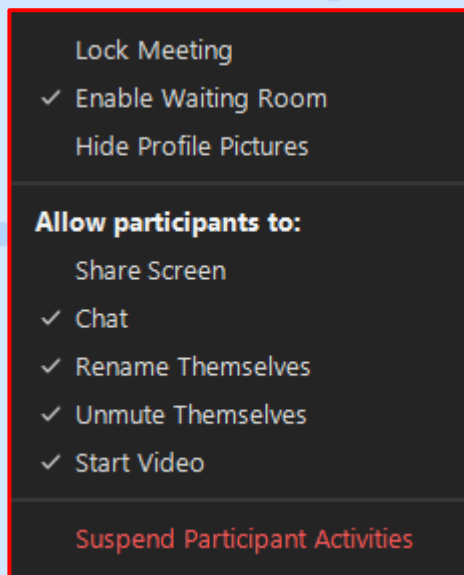 Lock Meeting
✓ Enable Waiting Room
Hide Profile Pictures
Allow participants to:
Share Screen
✓ Chat
✓ Rename Themselves
✓ Unmute Themselves
✓ Start Video
Suspend Participant Activities